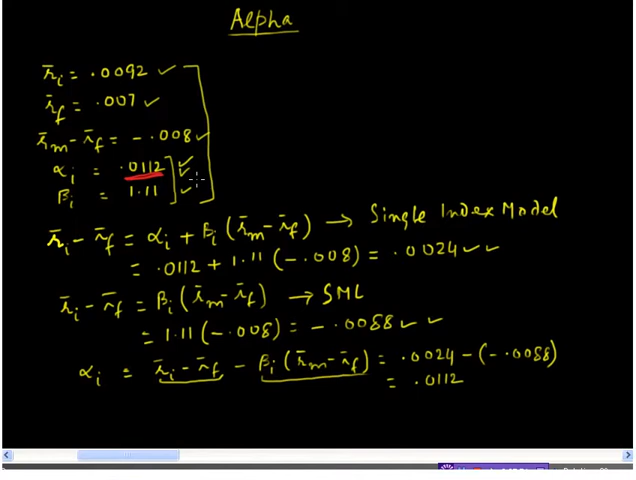 Alpha
r̄i = .0092 ✓
r̄f = .007 ✓
r̄m - r̄f = - .008 ✓
αi = .0112 ✓✓
βi = 1.11 ✓
r̄i - r̄f = αi + βi (r̄m - r̄f) → Single Index Model
= .0112 + 1.11 (- .008) = .0024 ✓ ✓
r̄i - r̄f = βi (r̄m - r̄f) → SML
= 1.11 (- .008) = - .0088 ✓ ✓
αi = r̄i - r̄f - βi (r̄m - r̄f) = .0024 - (- .0088)
= .0112